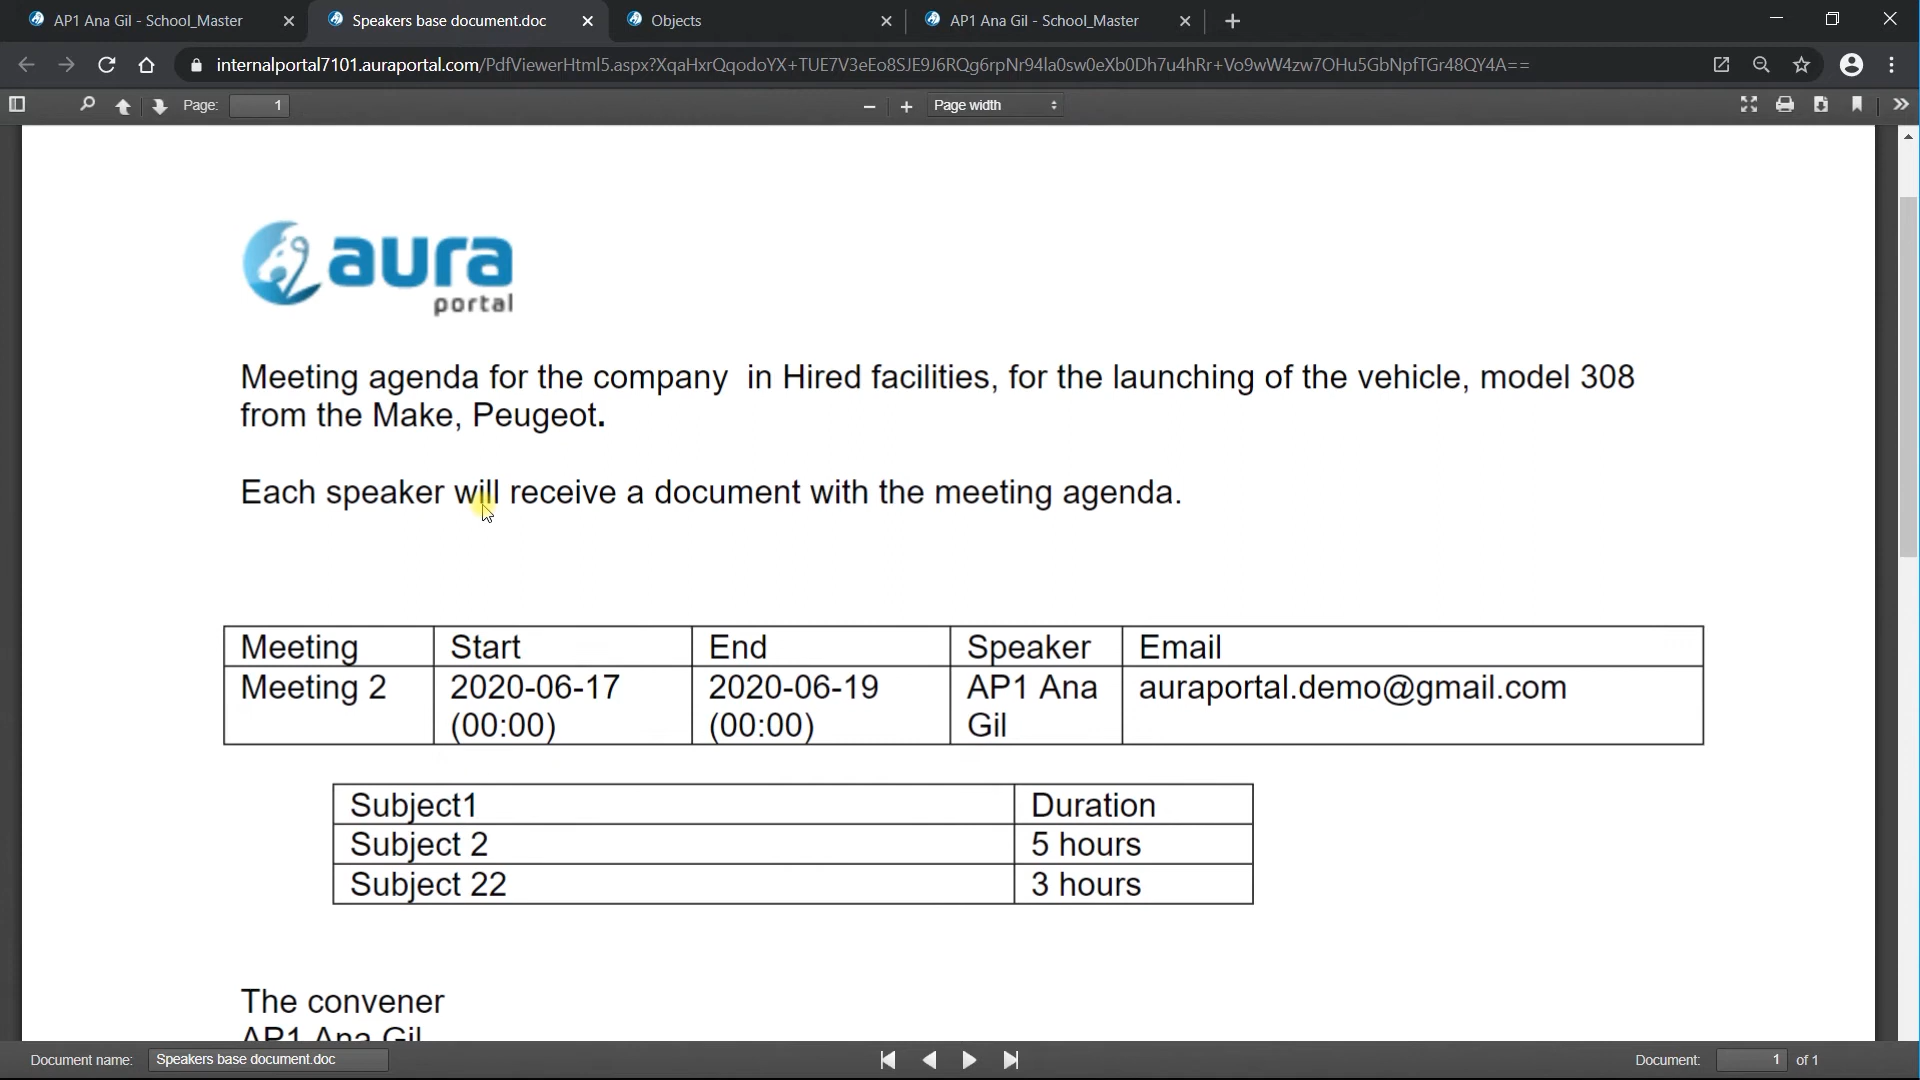 AP1 Ana Gil - School_Master
Speakers base document.doc
Objects
AP1 Ana Gil - School_Master
internalportal7101.auraportal.com/PdfViewerHtml5.aspx?XqaHxrQqodoYX+TUE7V3eEo8SJE9J6RQg6rpNr94la0sw0eXb0Dh7u4hRr+Vo9wW4zw7OHu5GbNpfTGr48QY4A==
Page: 1
Page width
aura
portal
Meeting agenda for the company  in Hired facilities, for the launching of the vehicle, model 308
from the Make, Peugeot.
Each speaker will receive a document with the meeting agenda.
Meeting Start End Speaker Email
Meeting 2 2020-06-17 2020-06-19 AP1 Ana auraportal.demo@gmail.com
(00:00) (00:00) Gil
Subject1 Duration
Subject 2 5 hours
Subject 22 3 hours
The convener
AP1 Ana Gil
Document name: Speakers base document.doc
Document: 1 of 1